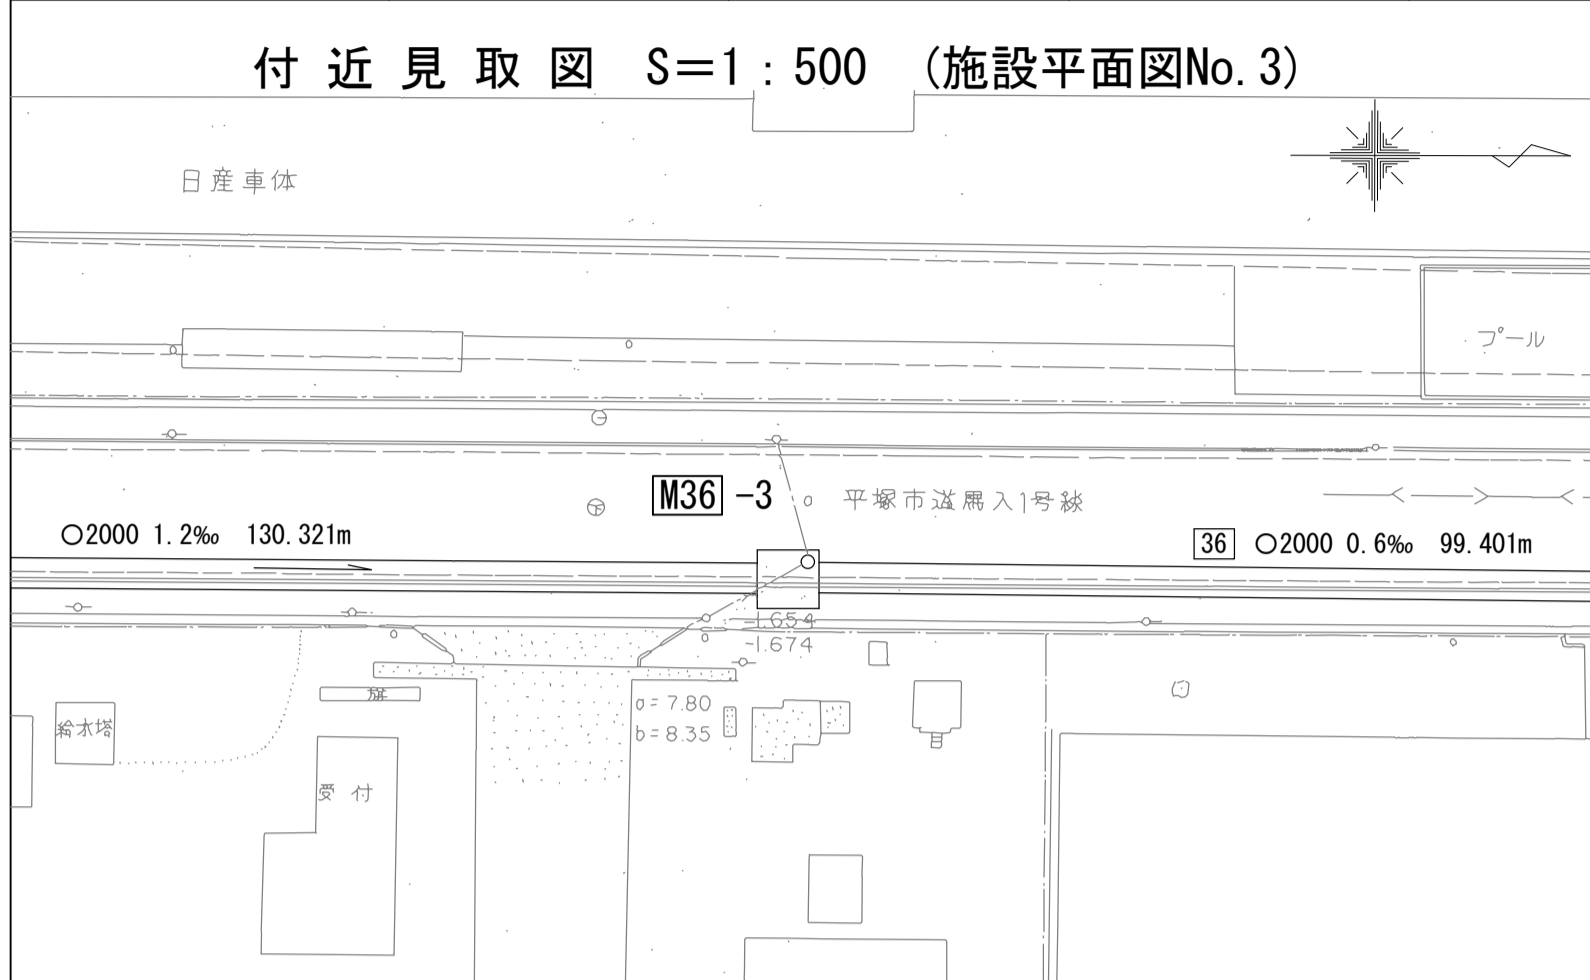 付近見取図 S=1:500 (施設平面図No.3)
日産車体
プール
M36 -3
平塚市道馬入1号線
○2000 1.2‰ 130.321m
36 ○2000 0.6‰ 99.401m
-1.654
-1.674
旗
a=7.80
b=8.35
給水塔
受付